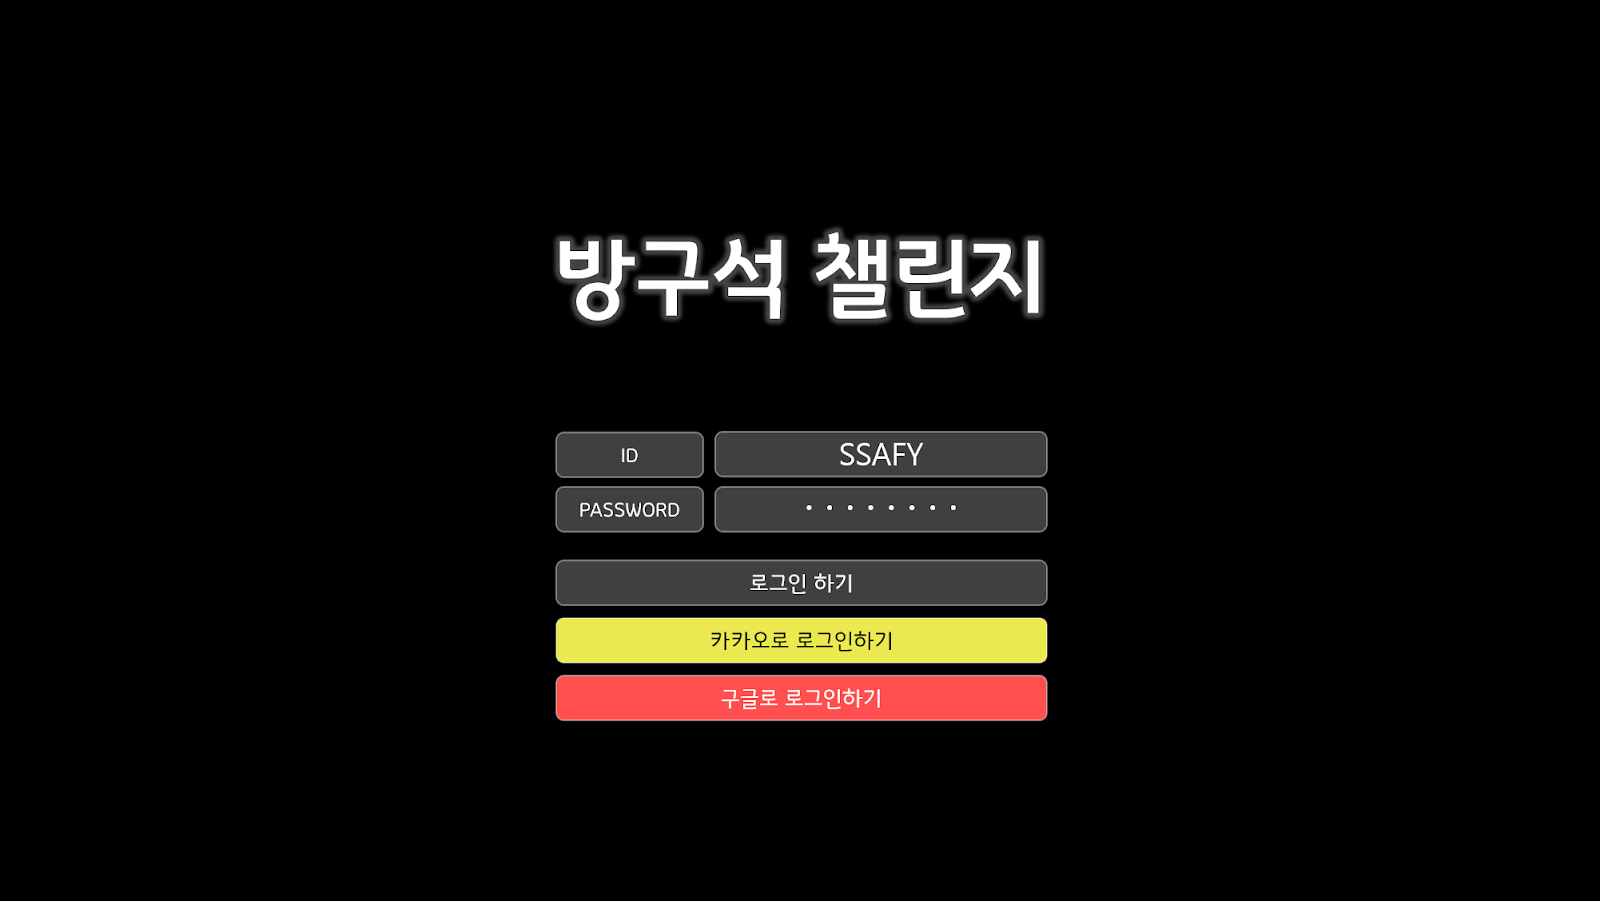 방구석 챌린지
ID SSAFY
PASSWORD ••••••••
로그인 하기
카카오로 로그인하기
구글로 로그인하기